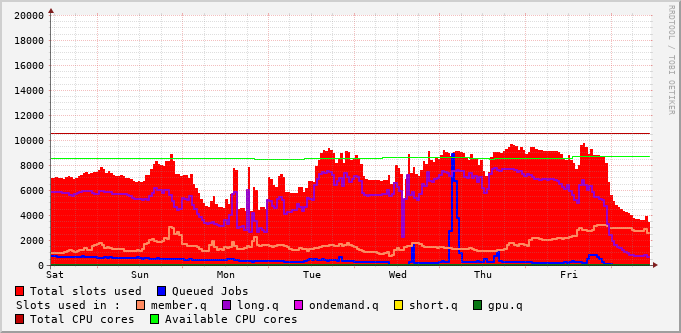 20000
18000
16000
14000
12000
10000
8000
6000
4000
2000
0
Sat Sun Mon Tue Wed Thu Fri
RRDTOOL / TOBI OETIKER
Total slots used Queued Jobs
Slots used in : member.q long.q ondemand.q short.q gpu.q
Total CPU cores Available CPU cores